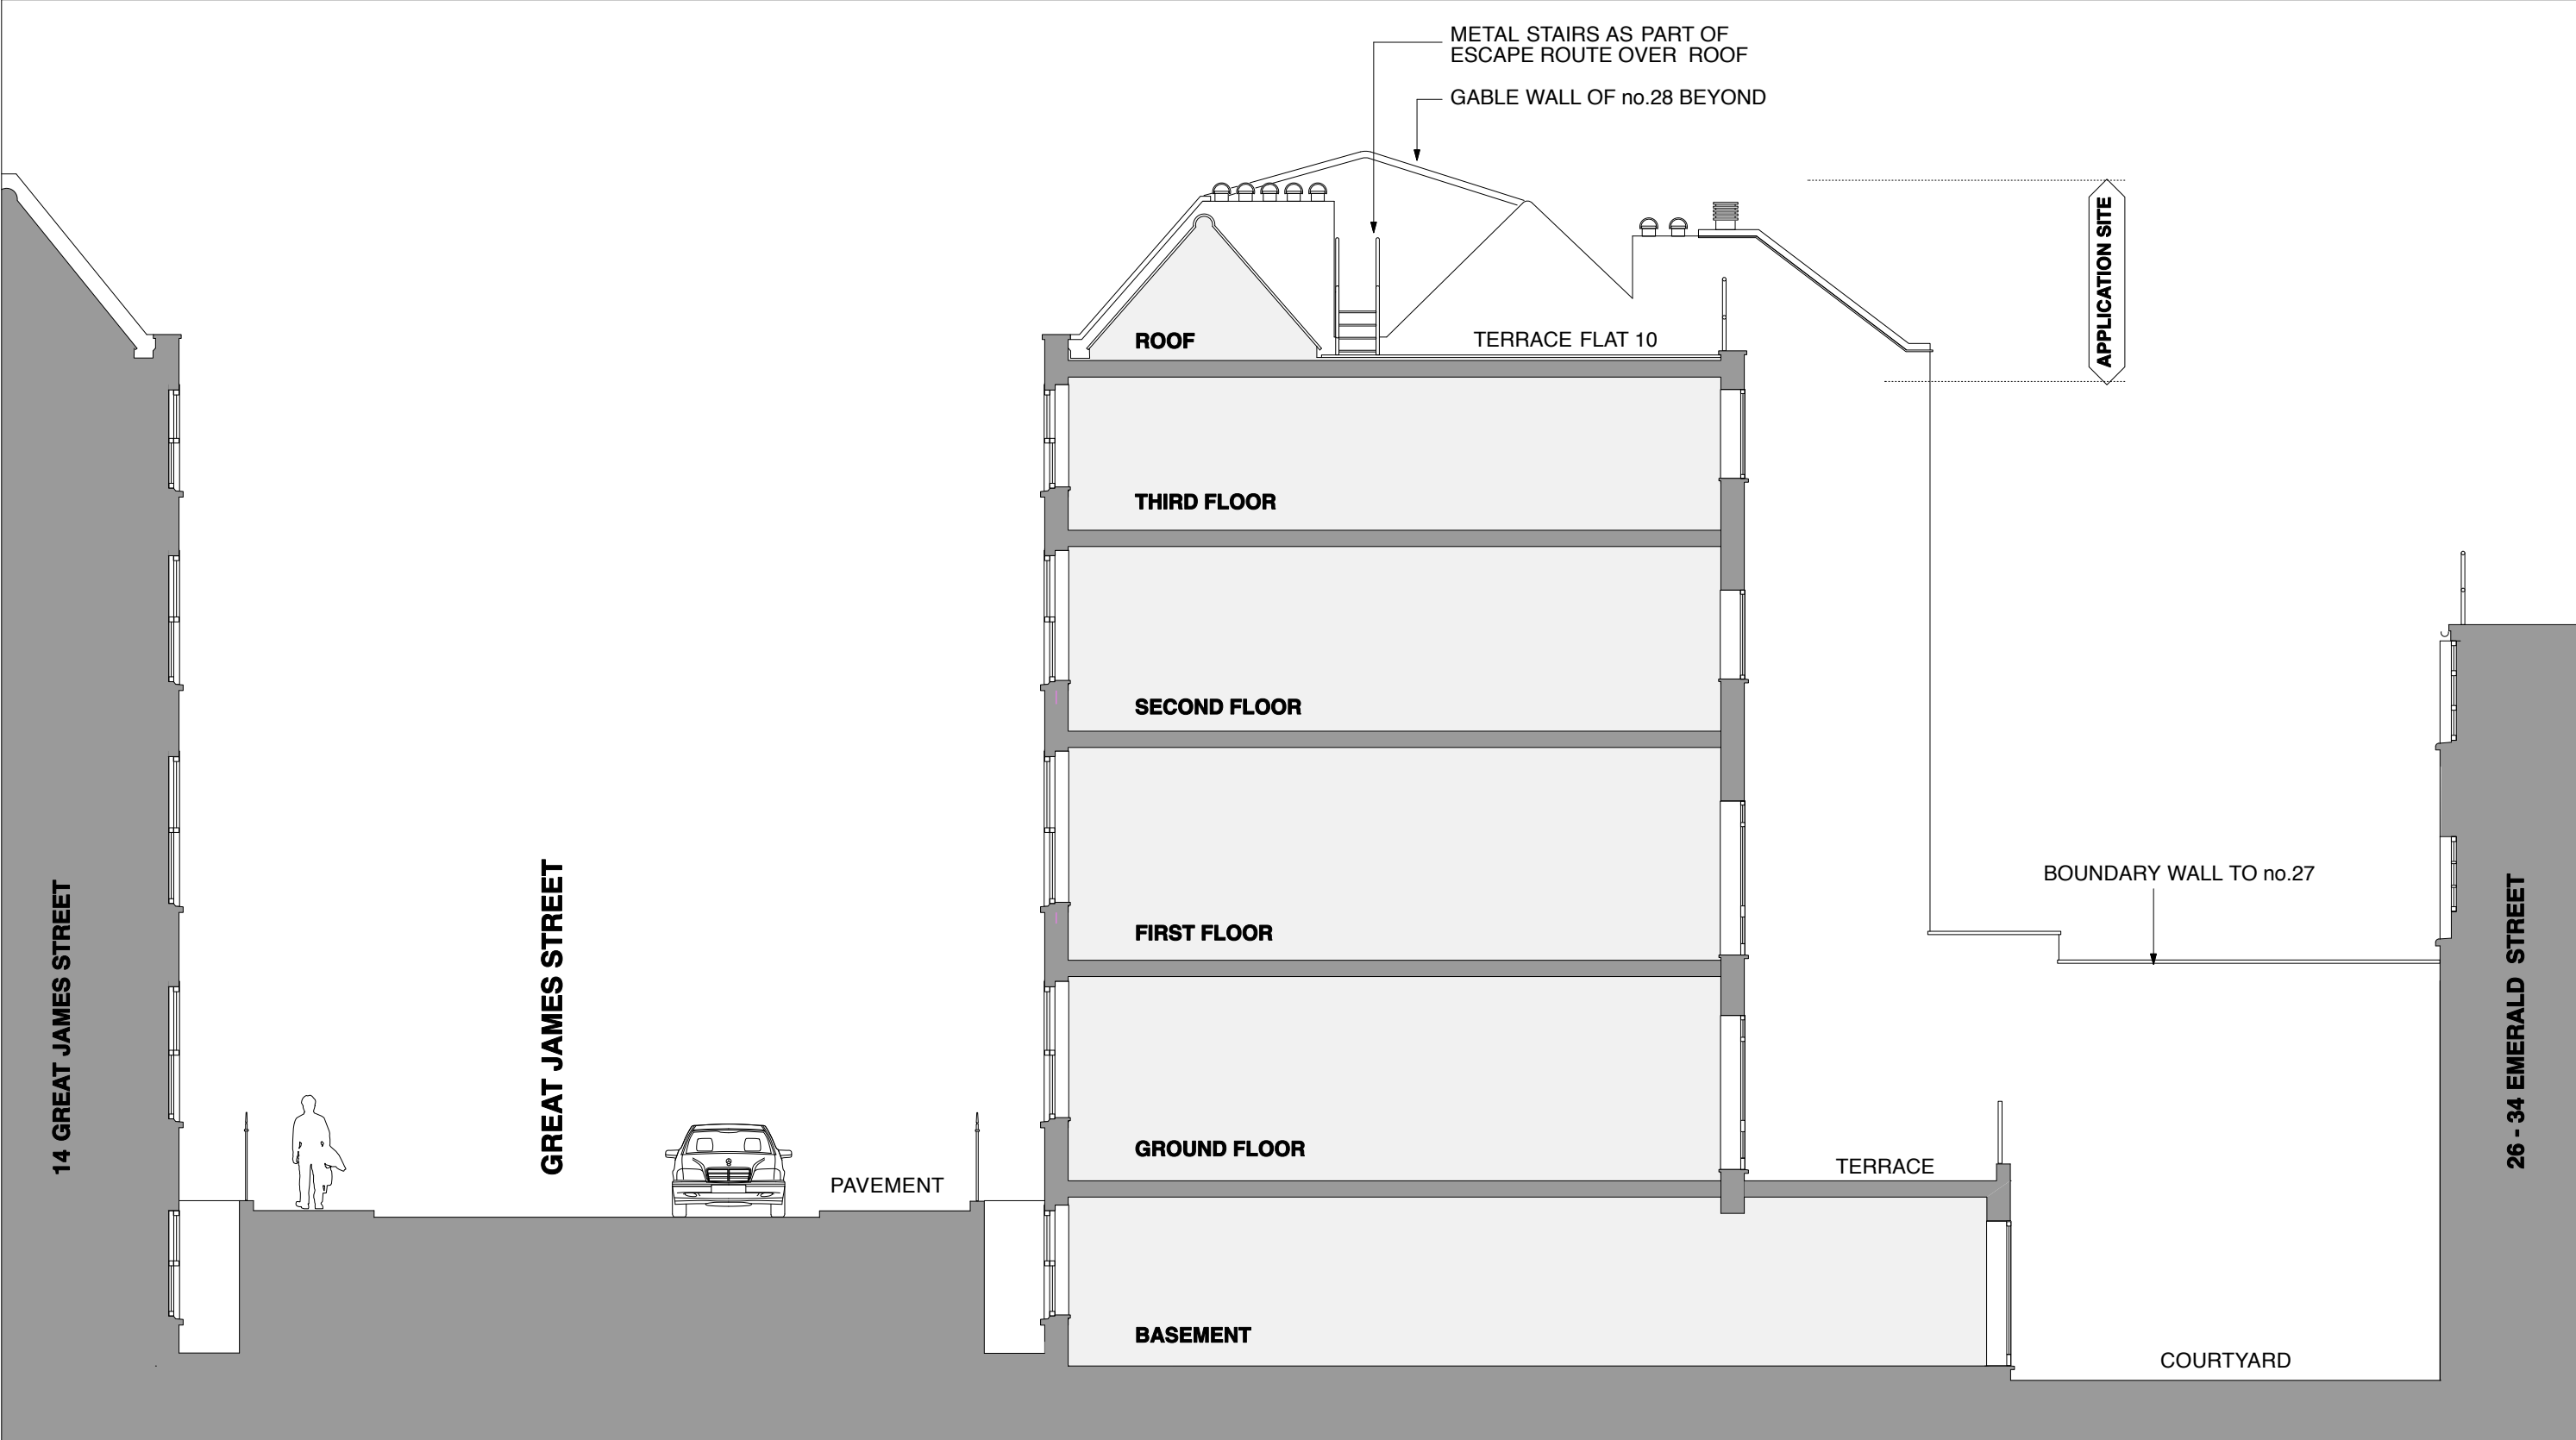 METAL STAIRS AS PART OF
ESCAPE ROUTE OVER ROOF
GABLE WALL OF no.28 BEYOND
APPLICATION SITE
ROOF
TERRACE FLAT 10
THIRD FLOOR
SECOND FLOOR
FIRST FLOOR
GROUND FLOOR
BASEMENT
14 GREAT JAMES STREET
GREAT JAMES STREET
PAVEMENT
TERRACE
BOUNDARY WALL TO no.27
26 - 34 EMERALD STREET
COURTYARD